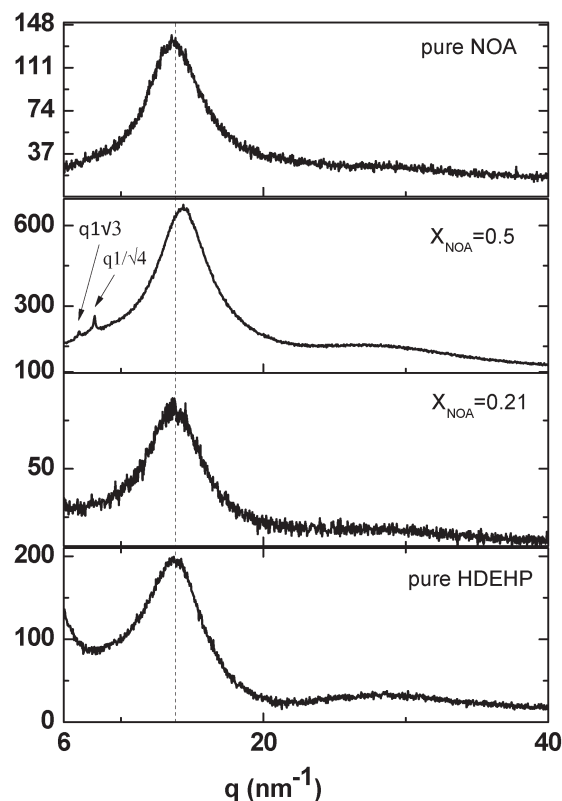 148
111
74
37
pure NOA
600
300
100
q1√3
q1/√4
X_NOA=0.5
50
X_NOA=0.21
200
100
0
pure HDEHP
6 20 40
q (nm⁻¹)